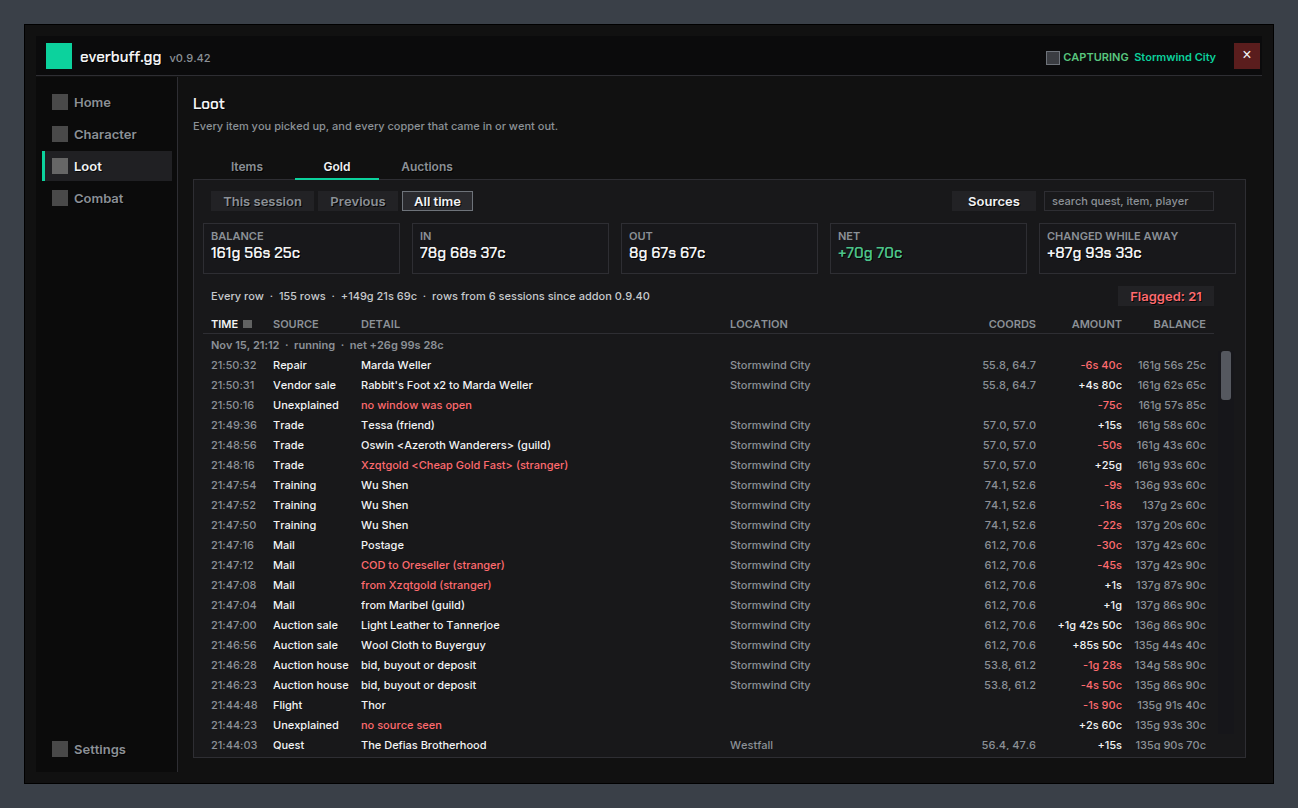 everbuff.gg v0.9.42
CAPTURING Stormwind City ×
Home
Character
Loot
Combat
Settings
Loot
Every item you picked up, and every copper that came in or went out.
Items Gold Auctions
This session Previous All time Sources search quest, item, player
BALANCE IN OUT NET CHANGED WHILE AWAY
161g 56s 25c 78g 68s 37c 8g 67s 67c +70g 70c +87g 93s 33c
Every row · 155 rows · +149g 21s 69c · rows from 6 sessions since addon 0.9.40 Flagged: 21
TIME SOURCE DETAIL LOCATION COORDS AMOUNT BALANCE
Nov 15, 21:12 · running · net +26g 99s 28c
21:50:32 Repair Marda Weller Stormwind City 55.8, 64.7 -6s 40c 161g 56s 25c
21:50:31 Vendor sale Rabbit's Foot x2 to Marda Weller Stormwind City 55.8, 64.7 +4s 80c 161g 62s 65c
21:50:16 Unexplained no window was open -75c 161g 57s 85c
21:49:36 Trade Tessa (friend) Stormwind City 57.0, 57.0 +15s 161g 58s 60c
21:48:56 Trade Oswin <Azeroth Wanderers> (guild) Stormwind City 57.0, 57.0 -50s 161g 43s 60c
21:48:16 Trade Xzqtgold <Cheap Gold Fast> (stranger) Stormwind City 57.0, 57.0 +25g 161g 93s 60c
21:47:54 Training Wu Shen Stormwind City 74.1, 52.6 -9s 136g 93s 60c
21:47:52 Training Wu Shen Stormwind City 74.1, 52.6 -18s 137g 2s 60c
21:47:50 Training Wu Shen Stormwind City 74.1, 52.6 -22s 137g 20s 60c
21:47:16 Mail Postage Stormwind City 61.2, 70.6 -30c 137g 42s 60c
21:47:12 Mail COD to Oreseller (stranger) Stormwind City 61.2, 70.6 -45s 137g 42s 90c
21:47:08 Mail from Xzqtgold (stranger) Stormwind City 61.2, 70.6 +1s 137g 87s 90c
21:47:04 Mail from Maribel (guild) Stormwind City 61.2, 70.6 +1g 137g 86s 90c
21:47:00 Auction sale Light Leather to Tannerjoe Stormwind City 61.2, 70.6 +1g 42s 50c 136g 86s 90c
21:46:56 Auction sale Wool Cloth to Buyerguy Stormwind City 61.2, 70.6 +85s 50c 135g 44s 40c
21:46:28 Auction house bid, buyout or deposit Stormwind City 53.8, 61.2 -1g 28s 134g 58s 90c
21:46:23 Auction house bid, buyout or deposit Stormwind City 53.8, 61.2 -4s 50c 135g 86s 90c
21:44:48 Flight Thor -1s 90c 135g 91s 40c
21:44:23 Unexplained no source seen +2s 60c 135g 93s 30c
21:44:03 Quest The Defias Brotherhood Westfall 56.4, 47.6 +15s 135g 90s 70c